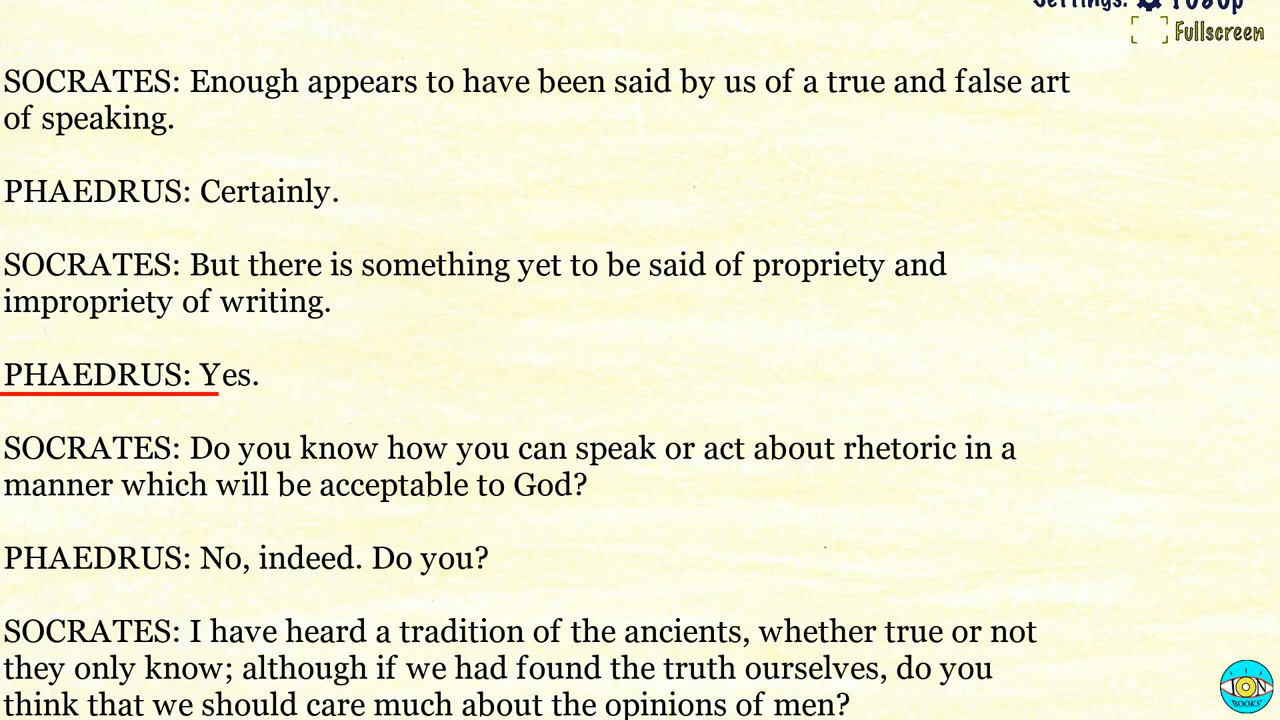 Settings: 1080p
Fullscreen
SOCRATES: Enough appears to have been said by us of a true and false art
of speaking.
PHAEDRUS: Certainly.
SOCRATES: But there is something yet to be said of propriety and
impropriety of writing.
PHAEDRUS: Yes.
SOCRATES: Do you know how you can speak or act about rhetoric in a
manner which will be acceptable to God?
PHAEDRUS: No, indeed. Do you?
SOCRATES: I have heard a tradition of the ancients, whether true or not
they only know; although if we had found the truth ourselves, do you
think that we should care much about the opinions of men?
ION
BOOKS